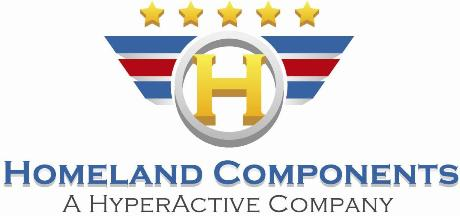 H
Homeland Components
A HyperActive Company